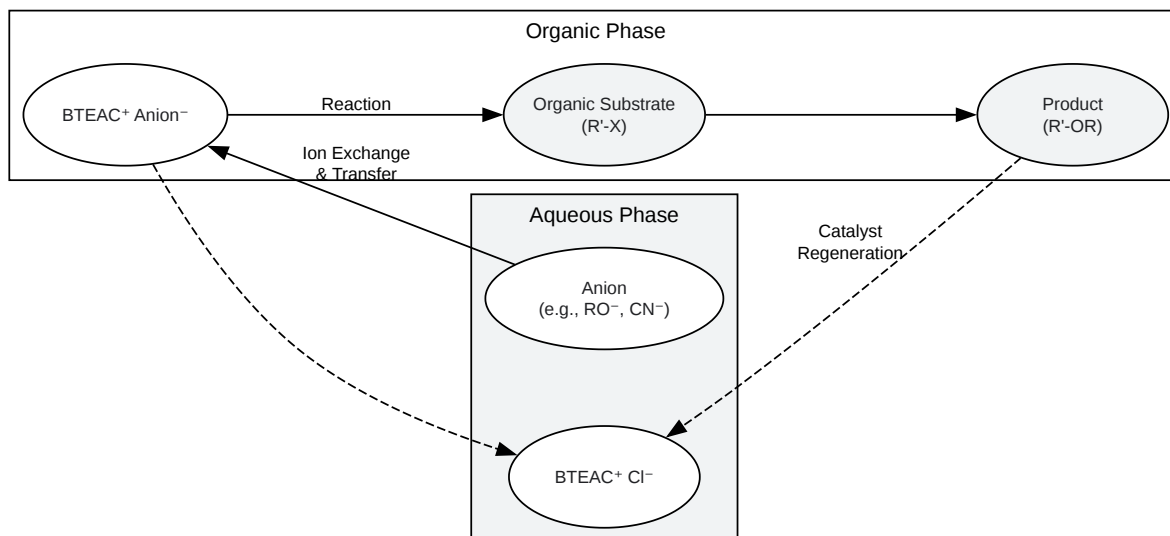 Organic Phase
BTEAC⁺ Anion⁻
Reaction
Organic Substrate
(R'-X)
Product
(R'-OR)
Ion Exchange
& Transfer
Aqueous Phase
Catalyst
Regeneration
Anion
(e.g., RO⁻, CN⁻)
BTEAC⁺ Cl⁻